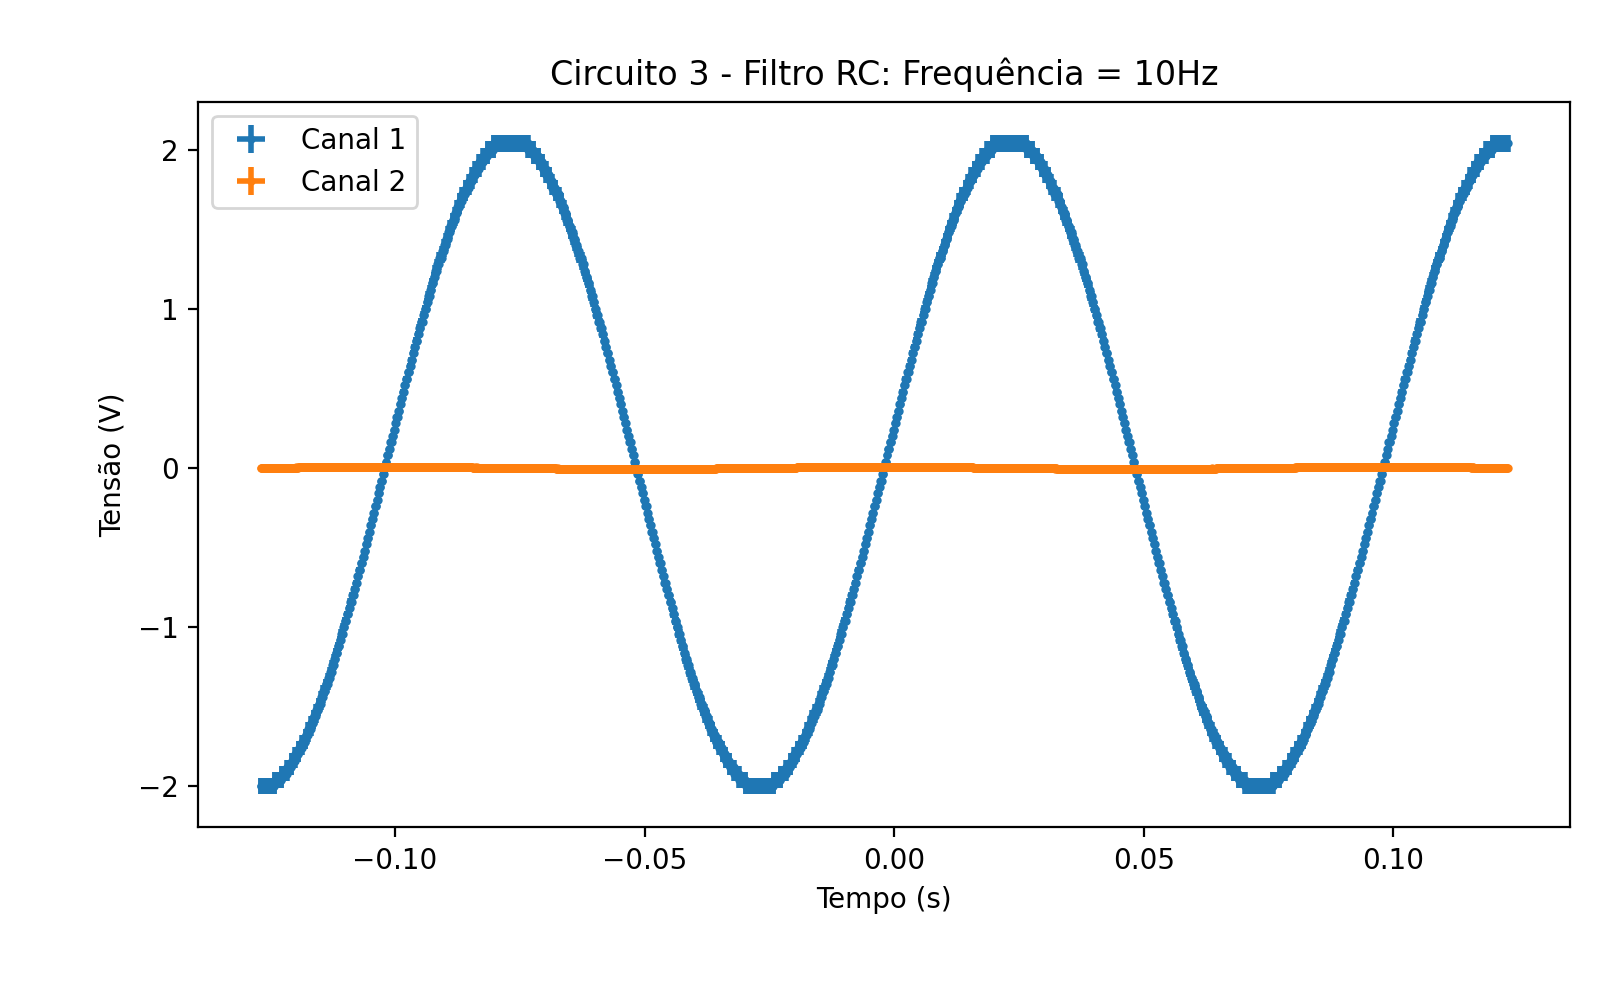 Circuito 3 - Filtro RC: Frequência = 10Hz
Canal 1
Canal 2
Tensão (V)
2
1
0
−1
−2
−0.10
−0.05
0.00
0.05
0.10
Tempo (s)